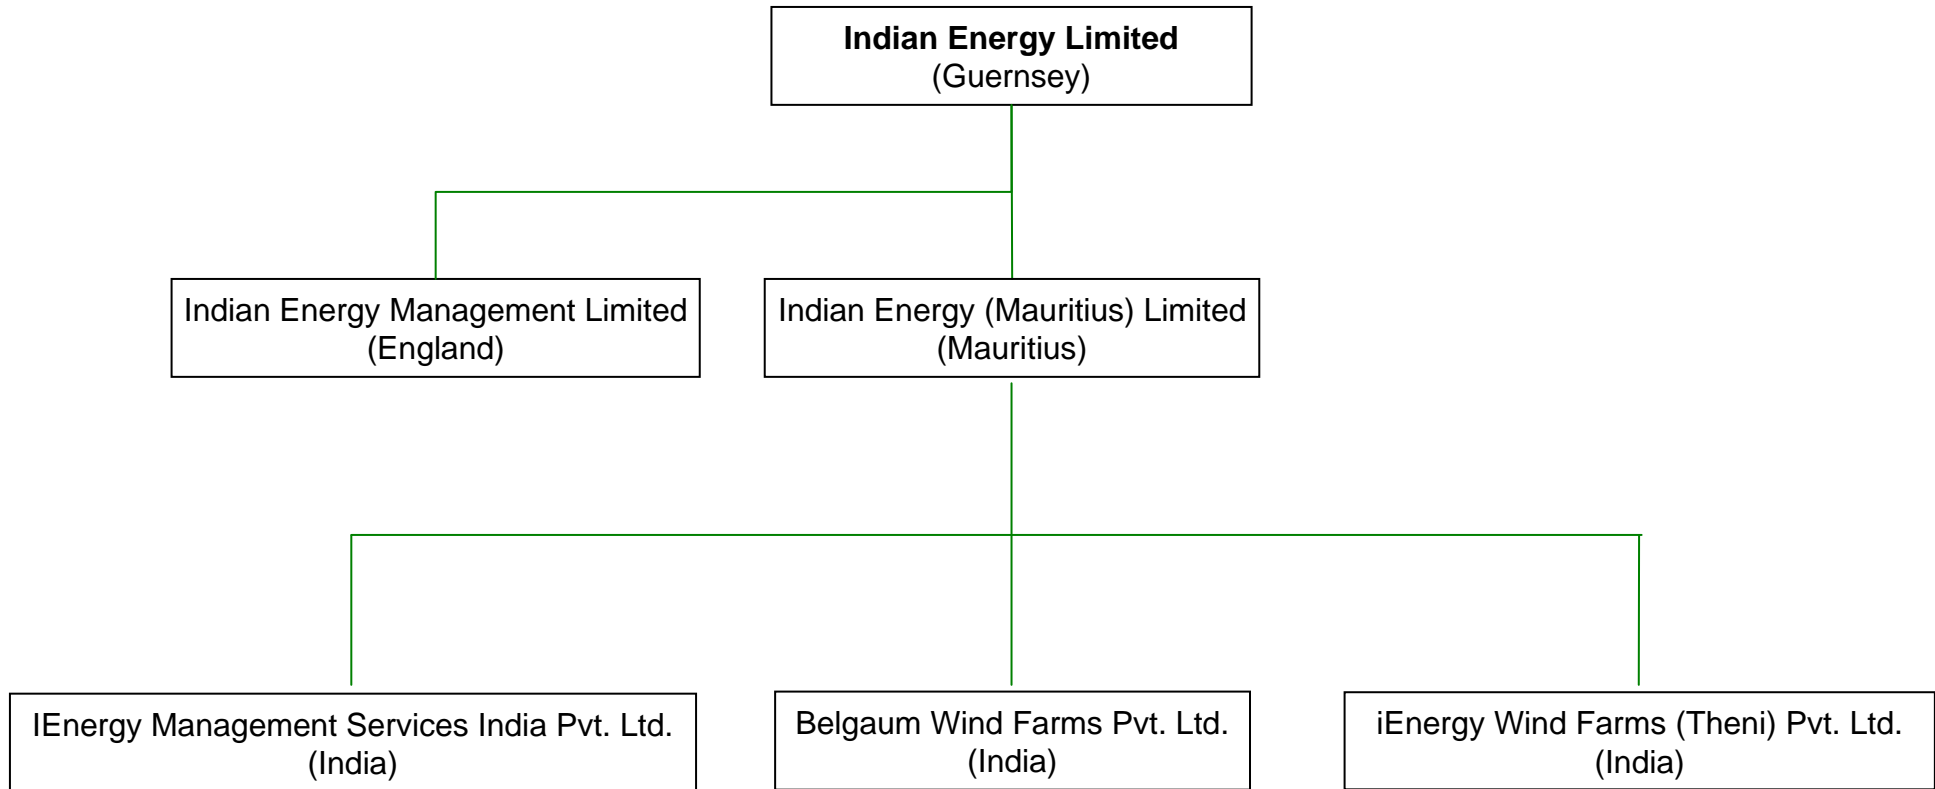 Indian Energy Limited
(Guernsey)
Indian Energy Management Limited
(England)
Indian Energy (Mauritius) Limited
(Mauritius)
IEnergy Management Services India Pvt. Ltd.
(India)
Belgaum Wind Farms Pvt. Ltd.
(India)
iEnergy Wind Farms (Theni) Pvt. Ltd.
(India)